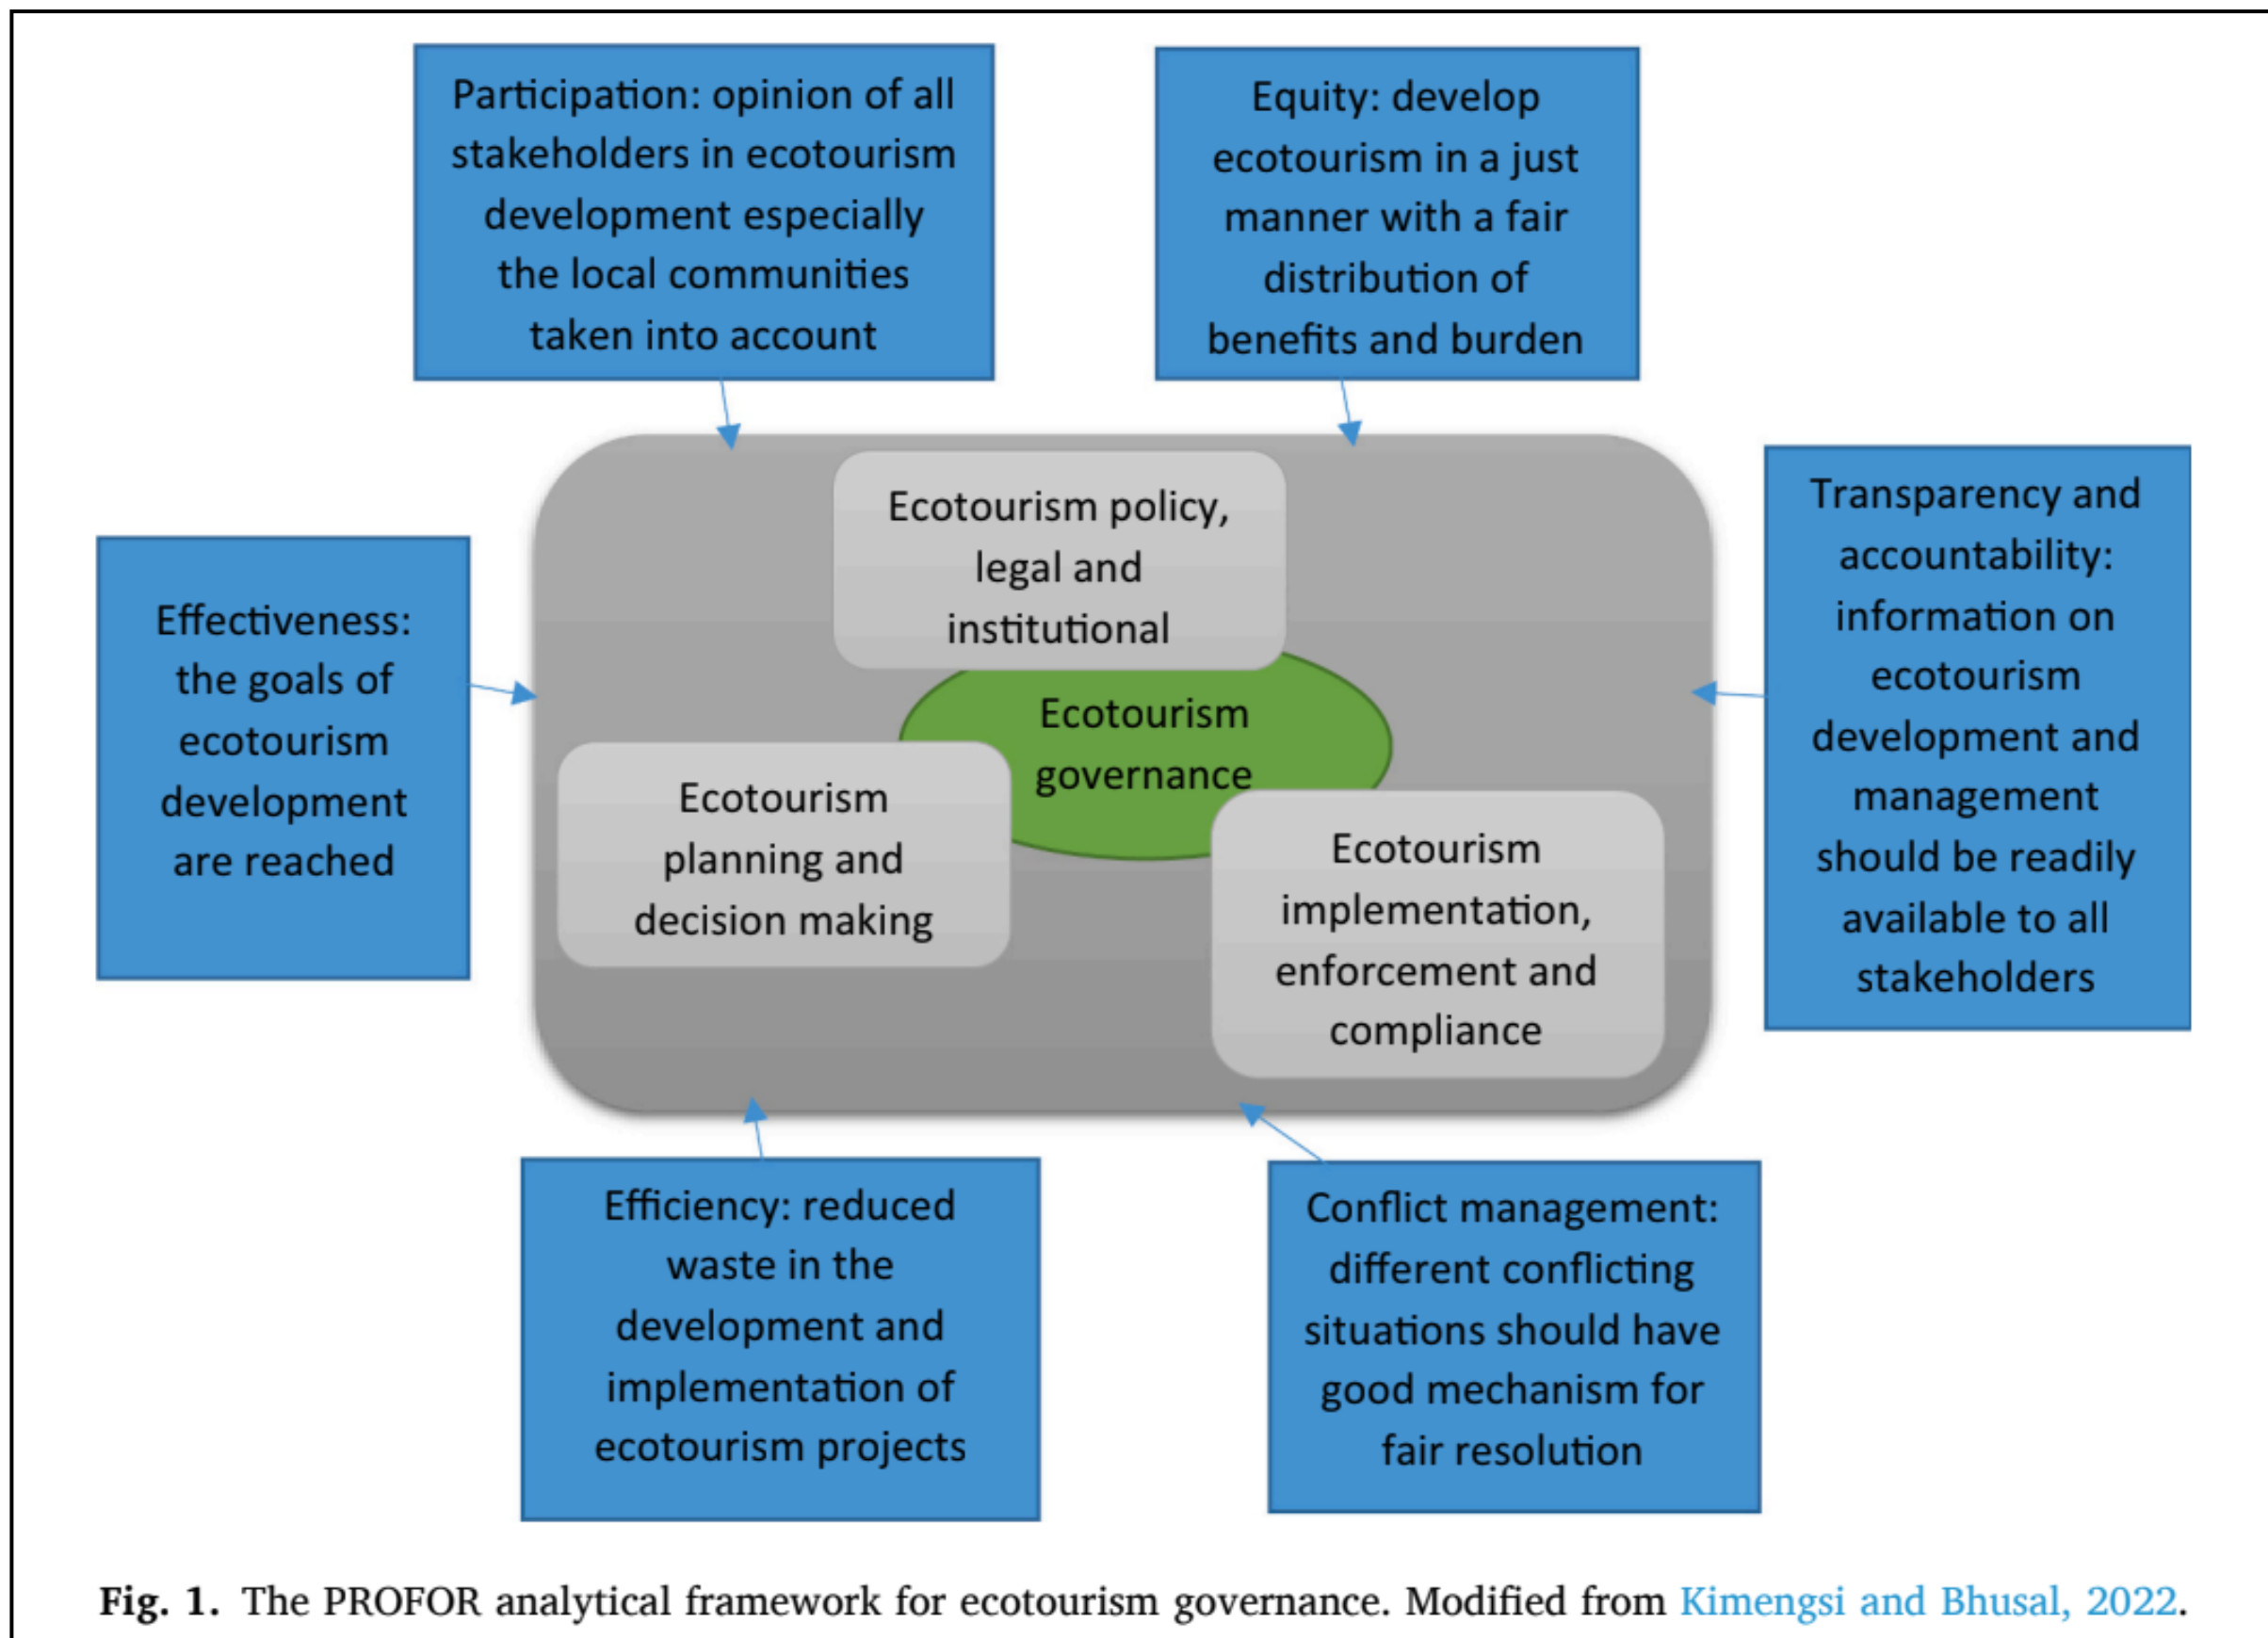 Participation: opinion of all
stakeholders in ecotourism
development especially
the local communities
taken into account
Equity: develop
ecotourism in a just
manner with a fair
distribution of
benefits and burden
Effectiveness:
the goals of
ecotourism
development
are reached
Ecotourism policy,
legal and
institutional
Ecotourism
governance
Ecotourism
planning and
decision making
Ecotourism
implementation,
enforcement and
compliance
Transparency and
accountability:
information on
ecotourism
development and
management
should be readily
available to all
stakeholders
Efficiency: reduced
waste in the
development and
implementation of
ecotourism projects
Conflict management:
different conflicting
situations should have
good mechanism for
fair resolution
Fig. 1. The PROFOR analytical framework for ecotourism governance. Modified from Kimengsi and Bhusal, 2022.